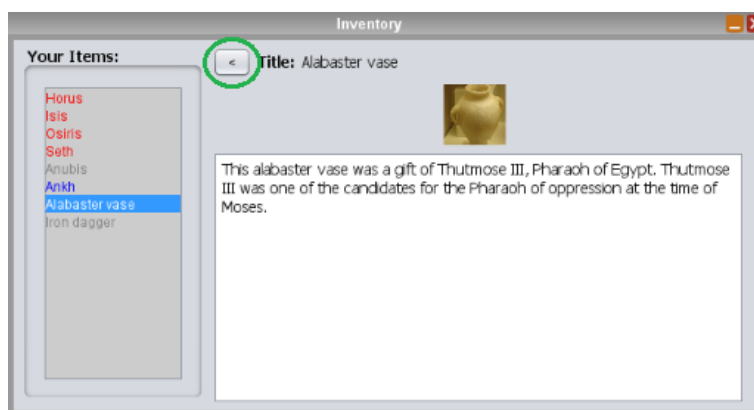 Inventory
Your Items:
Horus
Isis
Osiris
Seth
Anubis
Ankh
Alabaster vase
Iron dagger
< Title: Alabaster vase
This alabaster vase was a gift of Thutmose III, Pharaoh of Egypt. Thutmose
III was one of the candidates for the Pharaoh of oppression at the time of
Moses.